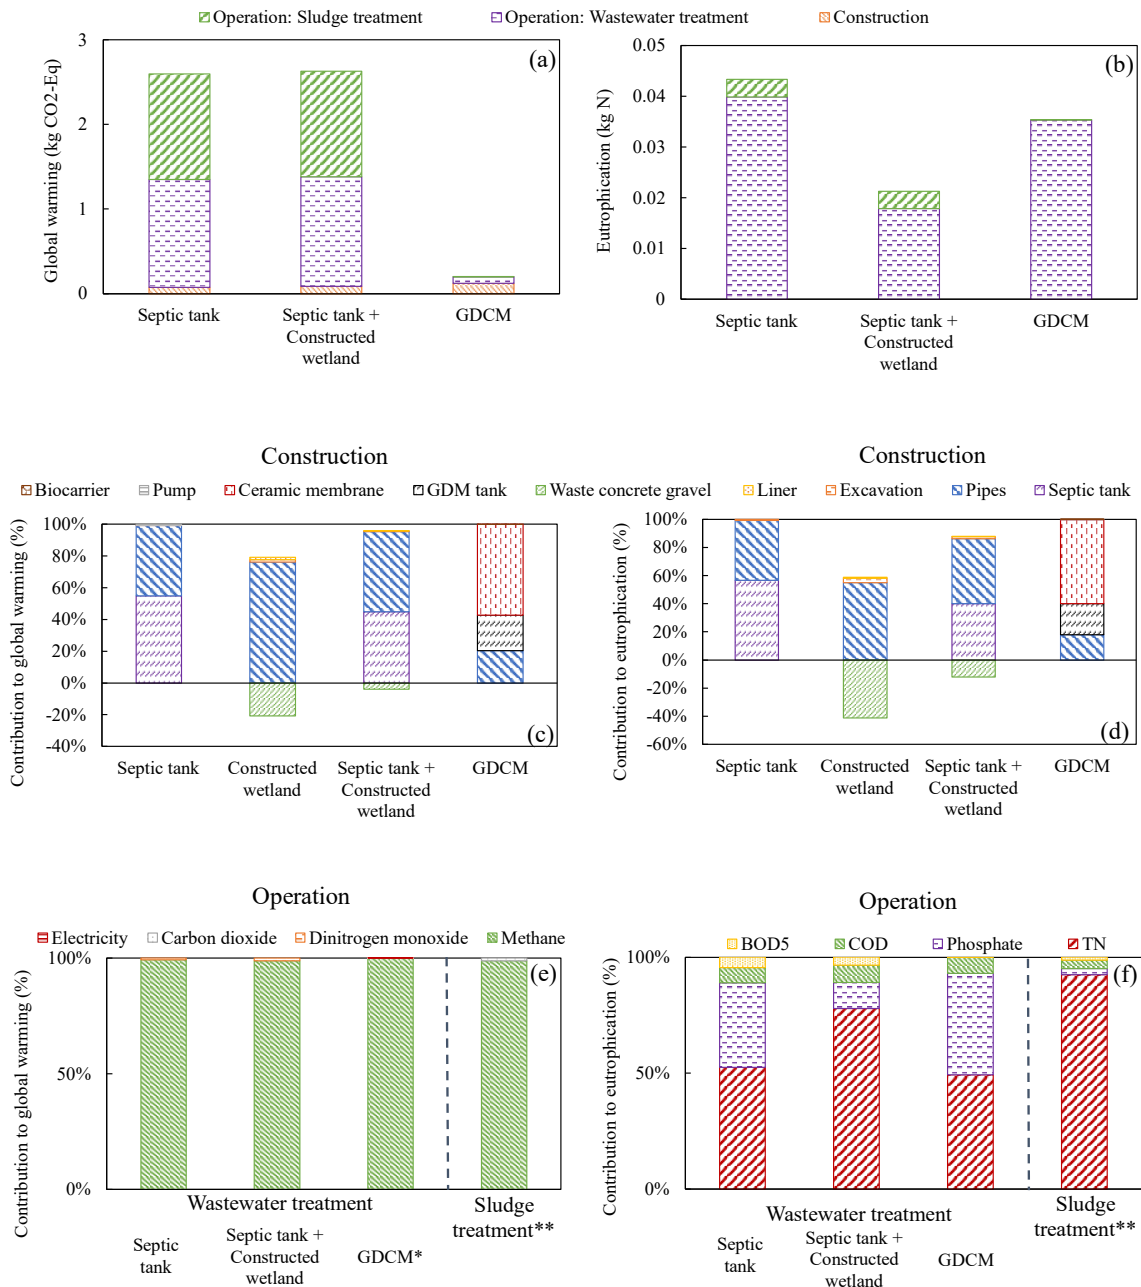 Operation: Sludge treatment
Operation: Wastewater treatment
Construction
(a)
Global warming (kg CO2-Eq)
3
2
1
0
Septic tank
Septic tank +
Constructed
wetland
GDCM
(b)
Eutrophication (kg N)
0.05
0.04
0.03
0.02
0.01
0
Septic tank
Septic tank +
Constructed
wetland
GDCM
Construction
Biocarrier
Pump
Ceramic membrane
GDM tank
Waste concrete gravel
Liner
Excavation
Pipes
Septic tank
(c)
Contribution to global warming (%)
100%
80%
60%
40%
20%
0%
-20%
-40%
Septic tank
Constructed
wetland
Septic tank +
Constructed
wetland
GDCM
Construction
(d)
Contribution to eutrophication (%)
100%
80%
60%
40%
20%
0%
-20%
-40%
-60%
Septic tank
Constructed
wetland
Septic tank +
Constructed
wetland
GDCM
Operation
Electricity
Carbon dioxide
Dinitrogen monoxide
Methane
(e)
Contribution to global warming (%)
100%
50%
0%
Wastewater treatment
Septic
tank
Septic tank +
Constructed
wetland
GDCM*
Sludge
treatment**
Operation
BOD5
COD
Phosphate
TN
(f)
Contribution to eutrophication (%)
100%
50%
0%
Wastewater treatment
Septic
tank
Septic tank +
Constructed
wetland
GDCM
Sludge
treatment**